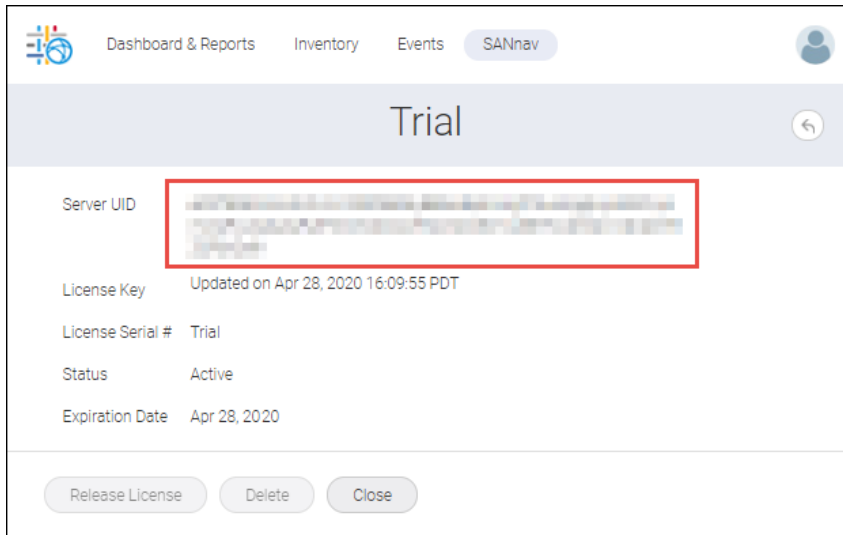 Dashboard & Reports Inventory Events SANnav
Trial
Server UID
License Key Updated on Apr 28, 2020 16:09:55 PDT
License Serial # Trial
Status Active
Expiration Date Apr 28, 2020
Release License Delete Close